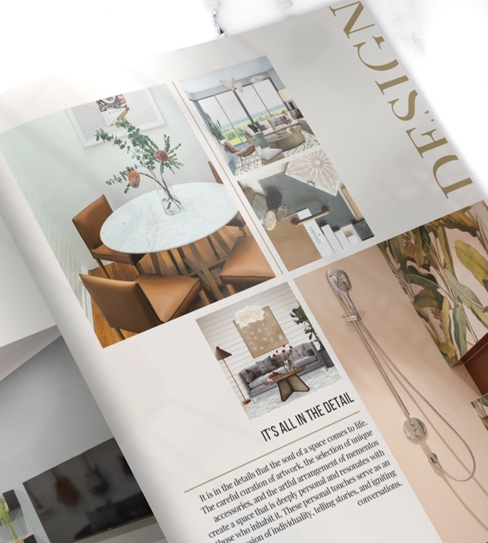 DESIGN
IT'S ALL IN THE DETAIL
It is in the details that the soul of a space comes to life.
The careful curation of artwork, the selection of unique
accessories, and the artful arrangement of mementos
create a space that is deeply personal and resonates with
those who inhabit it. These personal touches serve as an
of individuality, telling stories, and igniting
conversations.